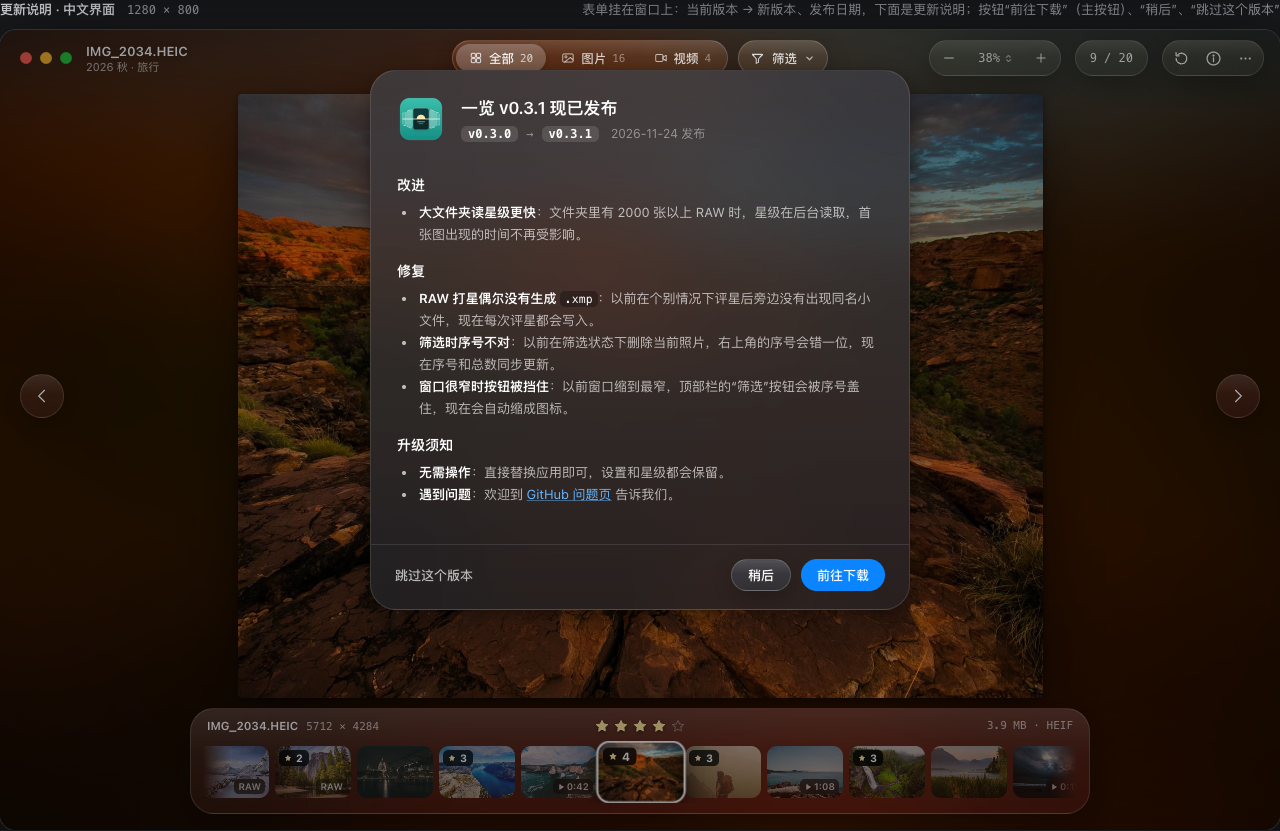 更新说明 · 中文界面 1280 × 800
表单挂在窗口上：当前版本 → 新版本、发布日期，下面是更新说明；按钮“前往下载”（主按钮）、“稍后”、“跳过这个版本”
IMG_2034.HEIC
2026 秋 · 旅行
全部 20
图片 16
视频 4
筛选
38%
9 / 20
一览 v0.3.1 现已发布
v0.3.0 → v0.3.1 2026-11-24 发布
改进
• 大文件夹读星级更快：文件夹里有 2000 张以上 RAW 时，星级在后台读取，首
张图出现的时间不再受影响。
修复
• RAW 打星偶尔没有生成 .xmp：以前在个别情况下评星后旁边没有出现同名小
文件，现在每次评星都会写入。
• 筛选时序号不对：以前在筛选状态下删除当前照片，右上角的序号会错一位，现
在序号和总数同步更新。
• 窗口很窄时按钮被挡住：以前窗口缩到最窄，顶部栏的“筛选”按钮会被序号盖
住，现在会自动缩成图标。
升级须知
• 无需操作：直接替换应用即可，设置和星级都会保留。
• 遇到问题：欢迎到 GitHub 问题页 告诉我们。
跳过这个版本
稍后
前往下载
IMG_2034.HEIC 5712 × 4284
★ ★ ★ ★ ☆
3.9 MB · HEIF
RAW
★ 2
RAW
★ 3
0:42
★ 4
★ 3
1:08
★ 3